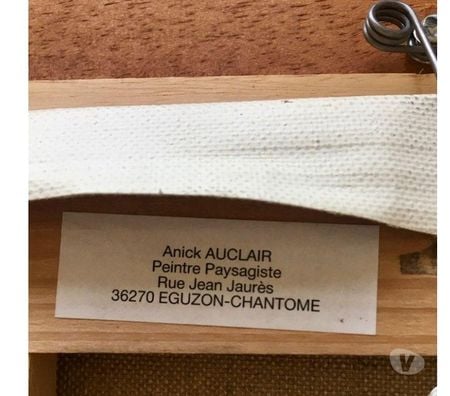 Anick AUCLAIR
Peintre Paysagiste
Rue Jean Jaurès
36270 EGUZON-CHANTOME
V